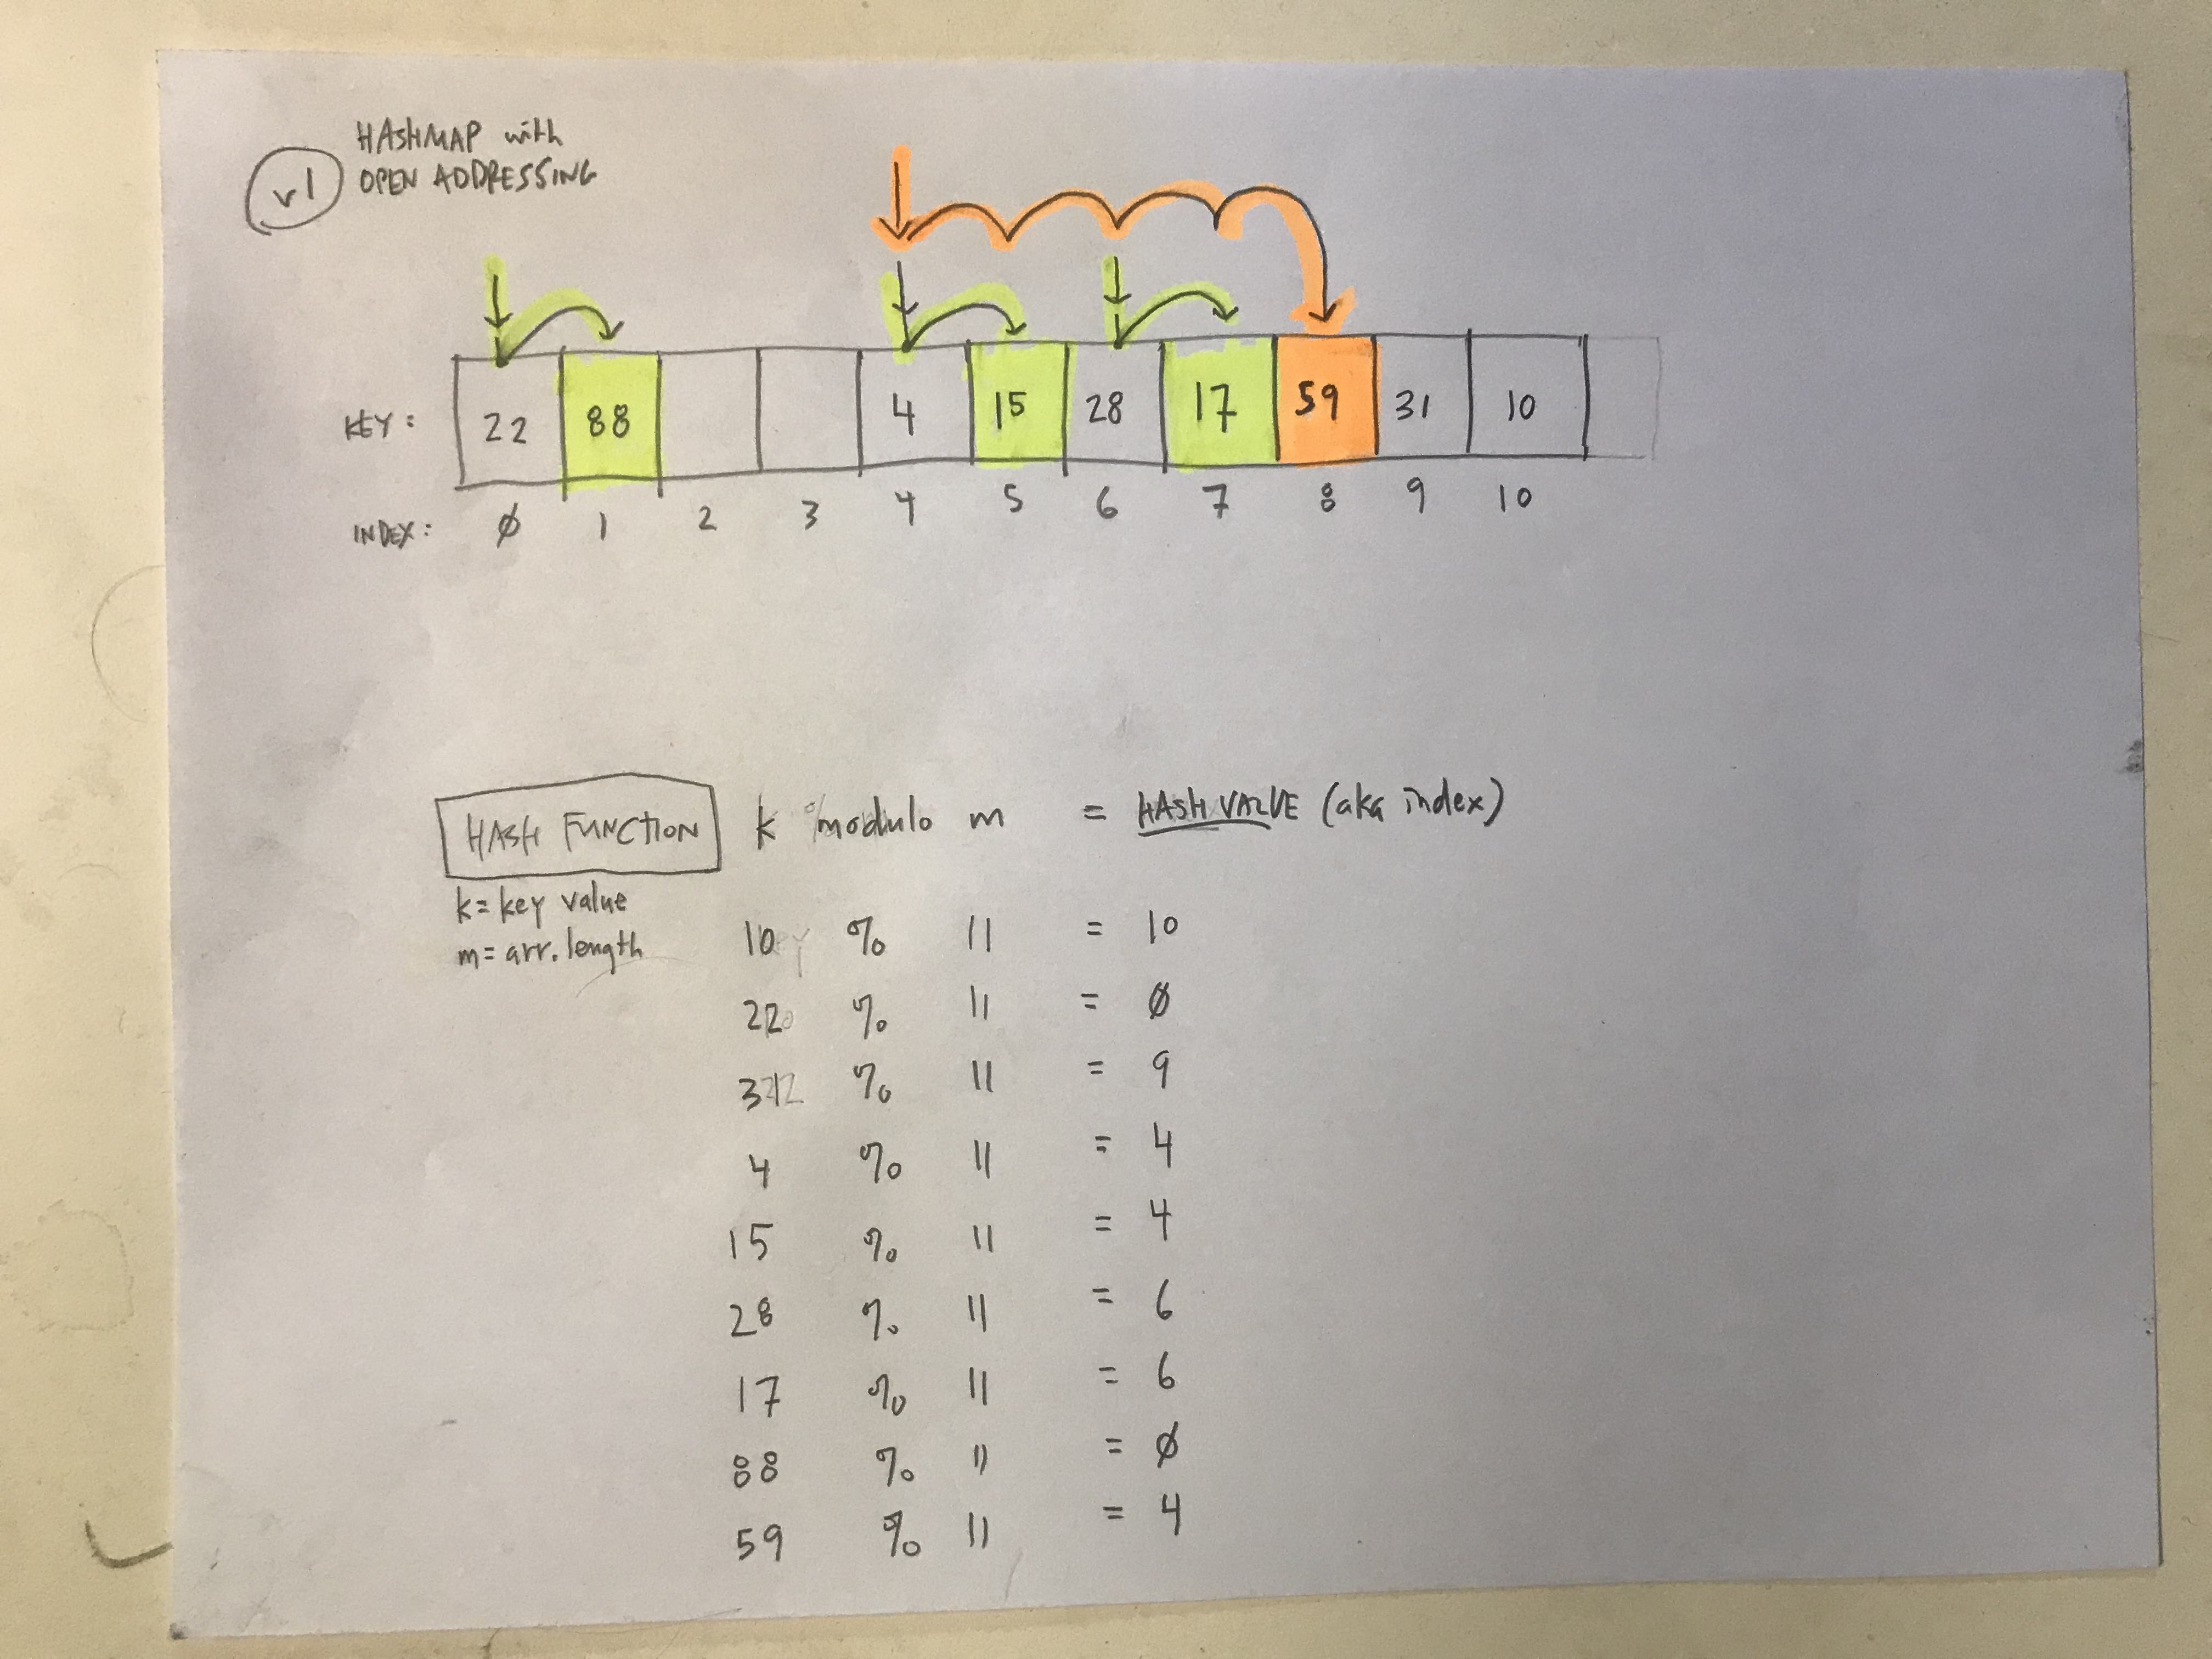 v1
HASHMAP with
OPEN ADDRESSING
KEY: 22 88 4 15 28 17 59 31 10
INDEX: Ø 1 2 3 4 5 6 7 8 9 10
HASH FUNCTION k modulo m = HASH VALUE (aka index)
k = key value
m = arr.length
10 % 11 = 10
22 % 11 = Ø
31 % 11 = 9
4 % 11 = 4
15 % 11 = 4
28 % 11 = 6
17 % 11 = 6
88 % 11 = Ø
59 % 11 = 4